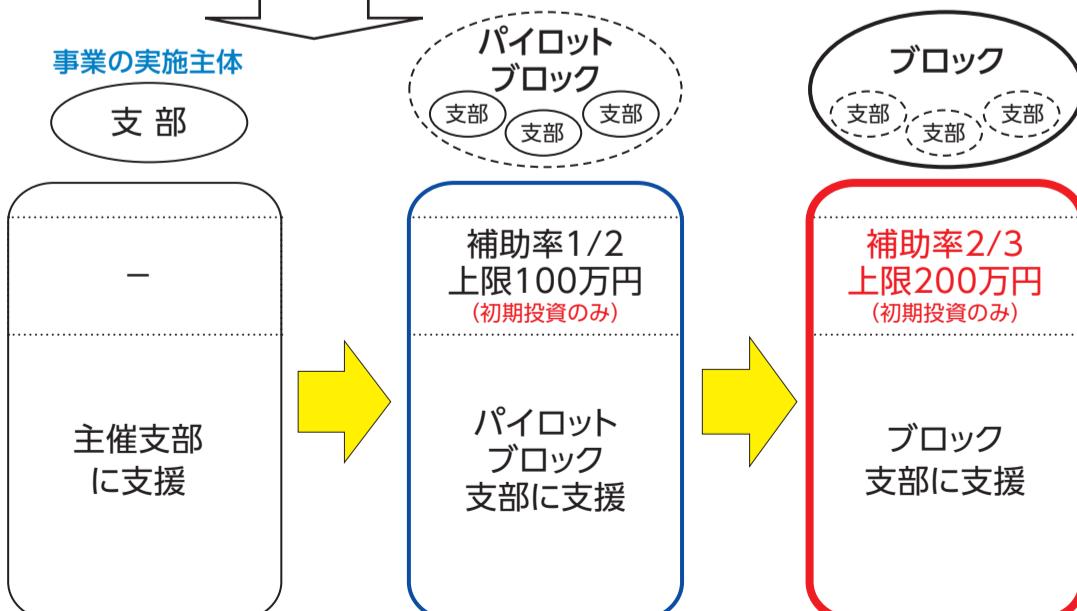 事業の実施主体
支部
パイロット
ブロック
支部
支部
支部
ブロック
支部
支部
支部
－
補助率1/2
上限100万円
(初期投資のみ)
補助率2/3
上限200万円
(初期投資のみ)
主催支部
に支援
パイロット
ブロック
支部に支援
ブロック
支部に支援